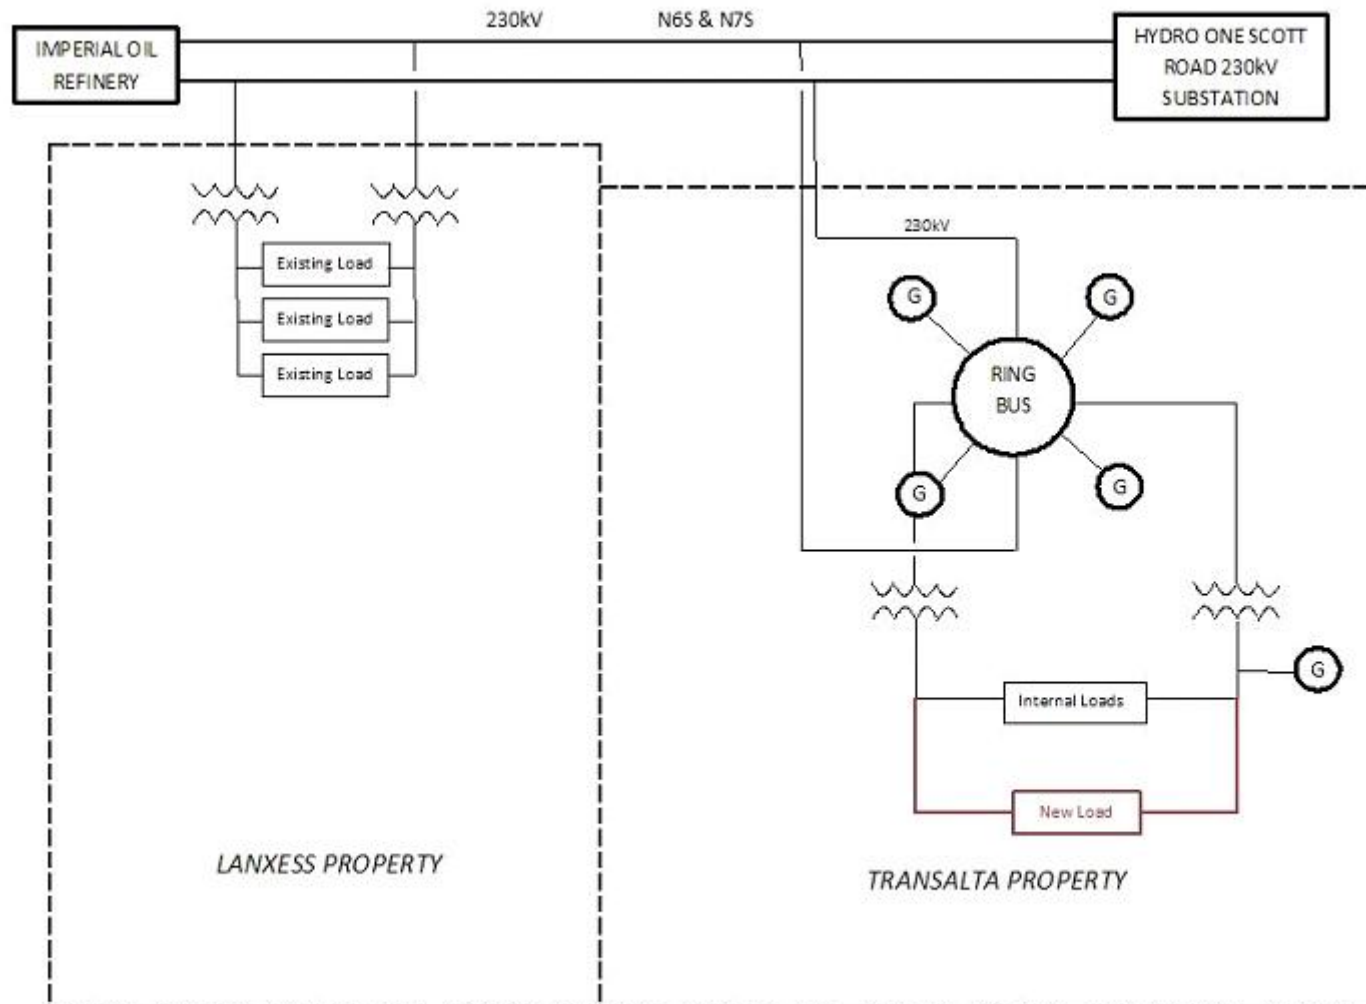 230kV
N6S & N7S
IMPERIAL OIL
REFINERY
HYDRO ONE SCOTT
ROAD 230kV
SUBSTATION
230kV
Existing Load
Existing Load
Existing Load
G
G
RING
BUS
G
G
G
Internal Loads
New Load
LANXESS PROPERTY
TRANSALTA PROPERTY